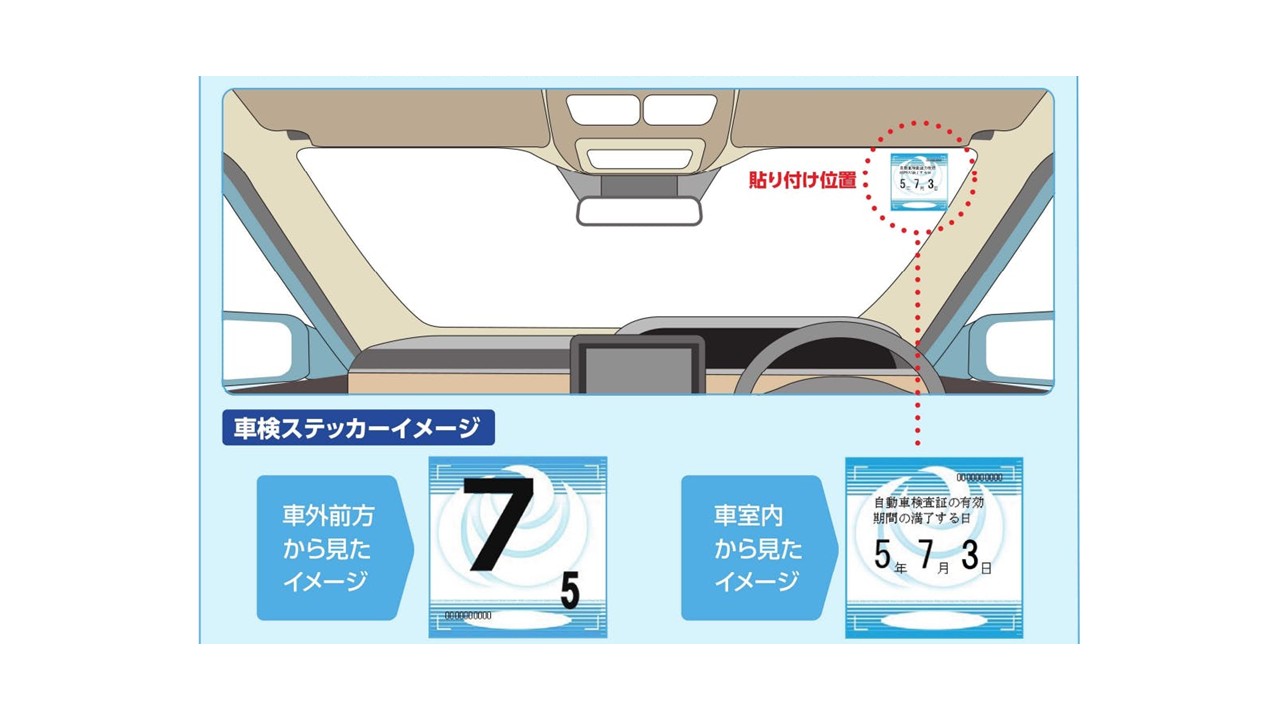 貼り付け位置
自動車検査証の有効
期間の満了する日
5年 7月 3日
車検ステッカーイメージ
車外前方
から見た
イメージ
7
5
0000000000
車室内
から見た
イメージ
0000000000
自動車検査証の有効
期間の満了する日
5年 7月 3日